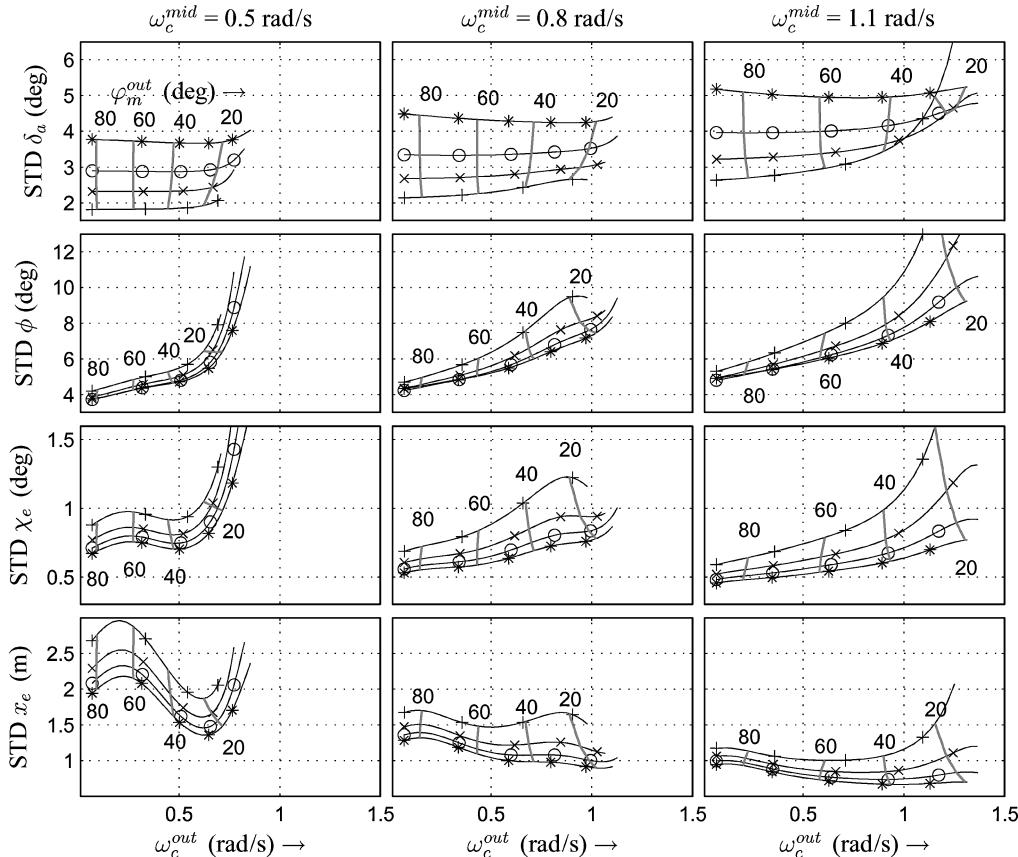 ω_c^mid = 0.5 rad/s ω_c^mid = 0.8 rad/s ω_c^mid = 1.1 rad/s
STD δ_a (deg)
6
5
4
3
2
φ_m^out (deg) →
80 60 40 20
80 60 40 20
80 60 40 20
STD ϕ (deg)
12
10
8
6
4
80 60 40 20
80 60 40 20
80 60 40 20
STD χ_e (deg)
1.5
1
0.5
80 60 40 20
80 60 40 20
80 60 40 20
STD x_e (m)
2.5
2
1.5
1
80 60 40 20
80 60 40 20
80 60 40 20
0.5 1 1.5 0.5 1 1.5 0.5 1 1.5
ω_c^out (rad/s) → ω_c^out (rad/s) → ω_c^out (rad/s) →